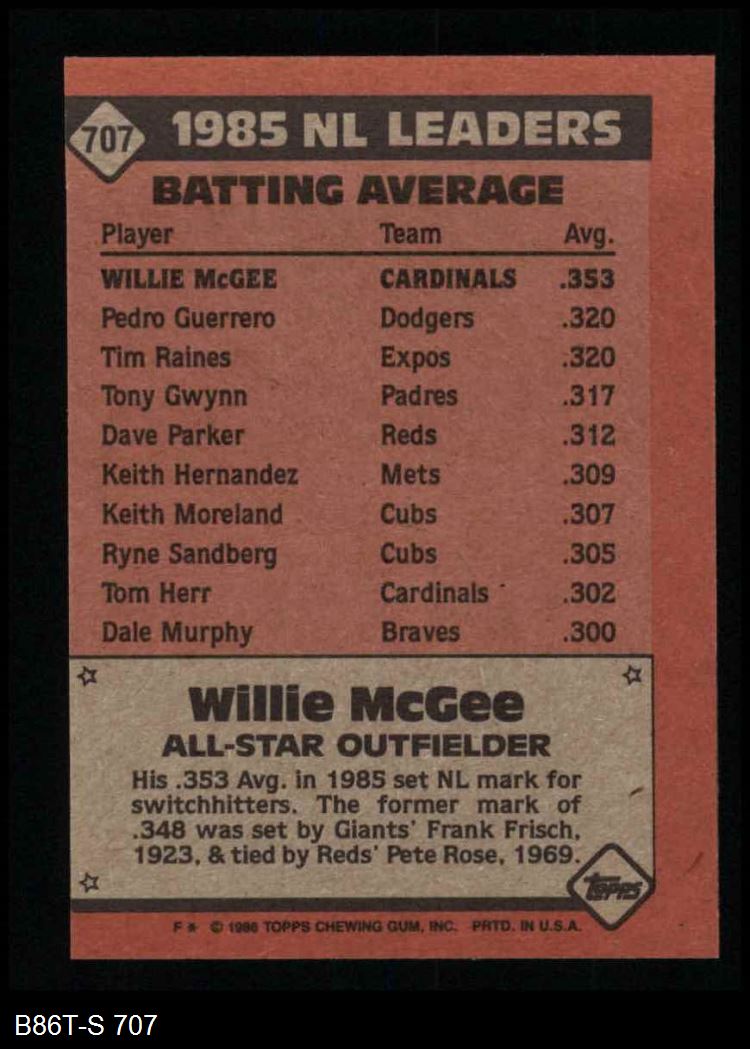 707 1985 NL LEADERS
BATTING AVERAGE
Player Team Avg.
WILLIE McGEE CARDINALS .353
Pedro Guerrero Dodgers .320
Tim Raines Expos .320
Tony Gwynn Padres .317
Dave Parker Reds .312
Keith Hernandez Mets .309
Keith Moreland Cubs .307
Ryne Sandberg Cubs .305
Tom Herr Cardinals .302
Dale Murphy Braves .300
Willie McGee
ALL-STAR OUTFIELDER
His .353 Avg. in 1985 set NL mark for
switchhitters. The former mark of
.348 was set by Giants' Frank Frisch,
1923, & tied by Reds' Pete Rose, 1969.
Topps
F * © 1986 TOPPS CHEWING GUM, INC. PRTD. IN U.S.A.
B86T-S 707